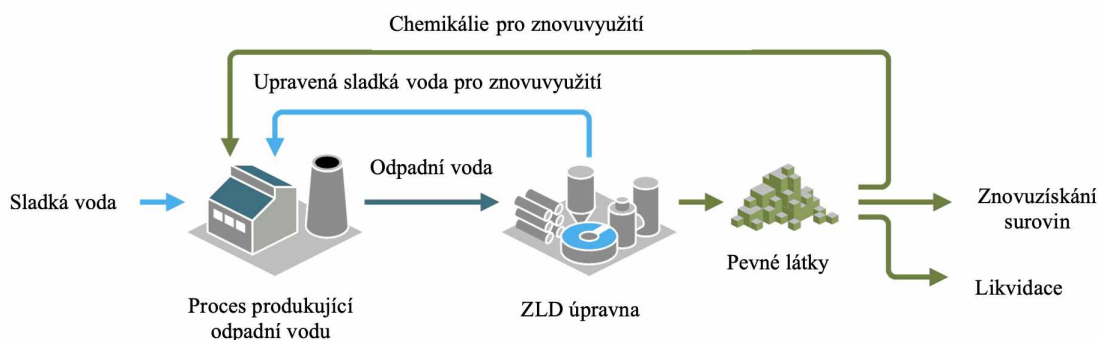 Chemikálie pro znovuvyužití
Upravená sladká voda pro znovuvyužití
Odpadní voda
Sladká voda
Znovuzískání
surovin
Pevné látky
Likvidace
Proces produkující
odpadní vodu
ZLD úpravna